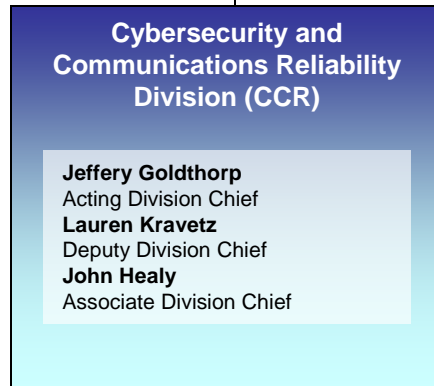 Cybersecurity and
Communications Reliability
Division (CCR)
Jeffery Goldthorp
Acting Division Chief
Lauren Kravetz
Deputy Division Chief
John Healy
Associate Division Chief